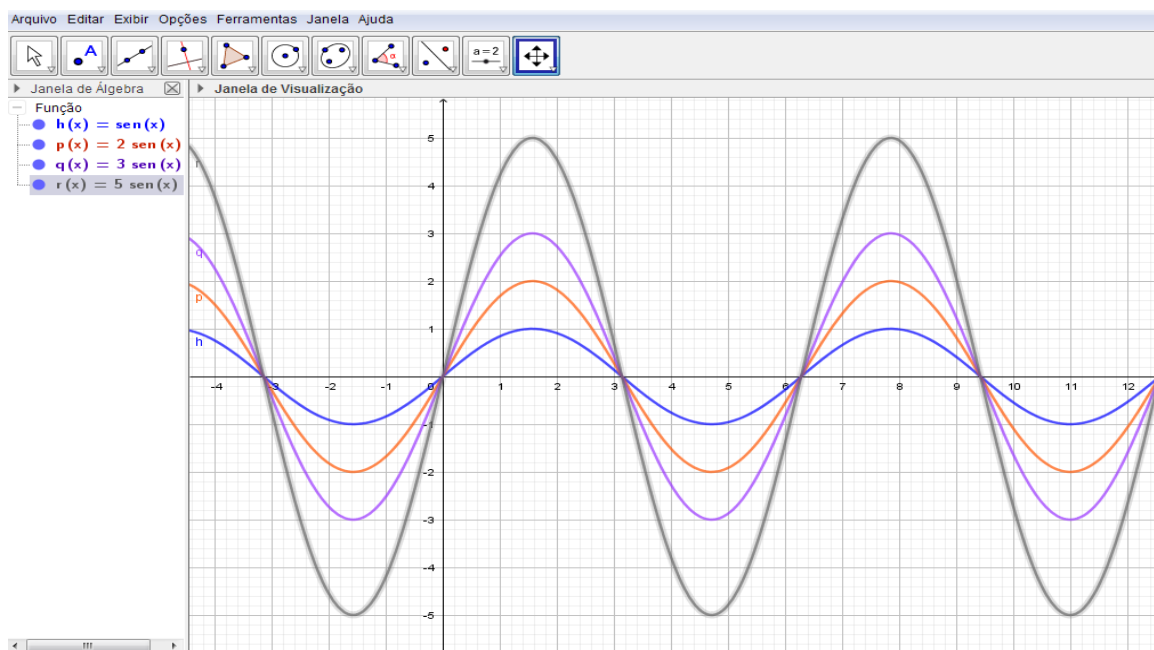 Arquivo Editar Exibir Opções Ferramentas Janela Ajuda
A α a=2
Janela de Álgebra
Janela de Visualização
Função
h(x) = sen(x)
p(x) = 2 sen(x)
q(x) = 3 sen(x)
r(x) = 5 sen(x)
5
r
4
3
q
2
p
1
h
-4 -3 -2 -1 0 1 2 3 4 5 6 7 8 9 10 11 12
-1
-2
-3
-4
-5